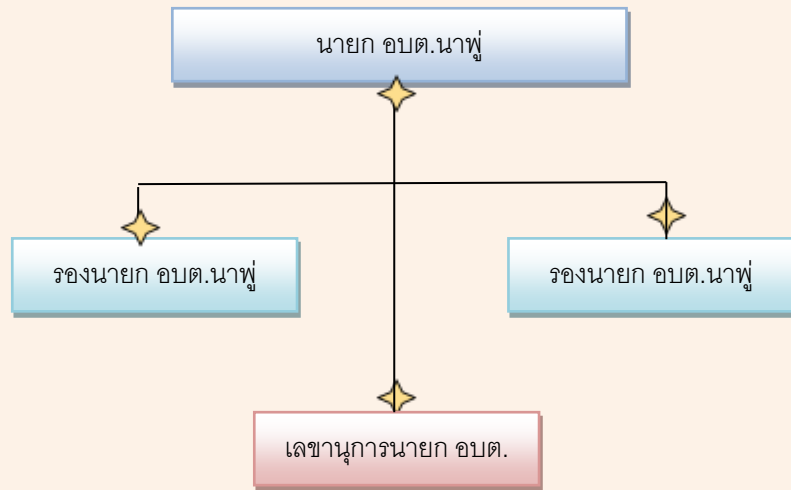 นายก อบต.นาพู่
รองนายก อบต.นาพู่
รองนายก อบต.นาพู่
เลขานุการนายก อบต.